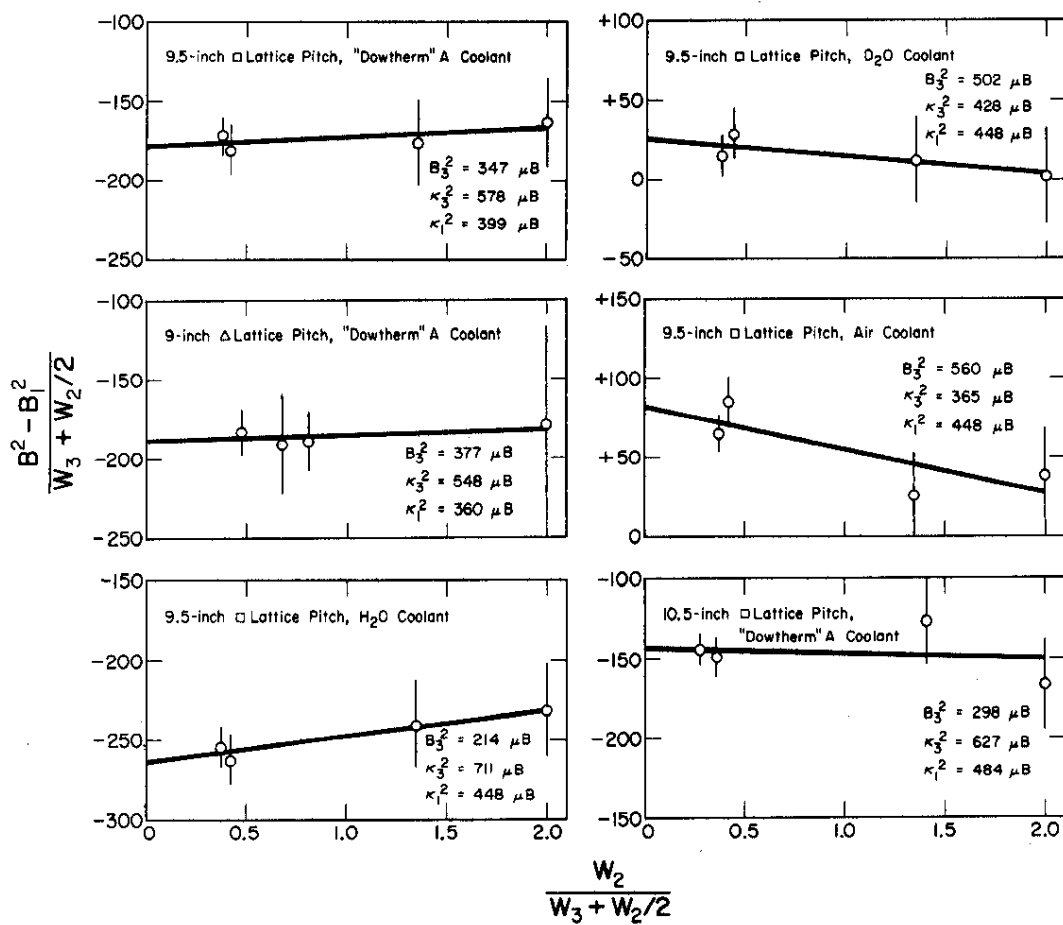 -100
-150
-200
-250
9.5-inch □ Lattice Pitch, "Dowtherm" A Coolant
B₃² = 347 μB
κ₃² = 578 μB
κ₁² = 399 μB
+100
+50
0
-50
9.5-inch □ Lattice Pitch, D₂O Coolant
B₃² = 502 μB
κ₃² = 428 μB
κ₁² = 448 μB
B² - B₁²
W₃ + W₂/2
-100
-150
-200
-250
9-inch △ Lattice Pitch, "Dowtherm" A Coolant
B₃² = 377 μB
κ₃² = 548 μB
κ₁² = 360 μB
+150
+100
+50
0
9.5-inch □ Lattice Pitch, Air Coolant
B₃² = 560 μB
κ₃² = 365 μB
κ₁² = 448 μB
-100
-200
-250
-300
9.5-inch □ Lattice Pitch, H₂O Coolant
B₃² = 214 μB
κ₃² = 711 μB
κ₁² = 448 μB
0 0.5 1.0 1.5 2.0
-100
-150
-200
-150
10.5-inch □ Lattice Pitch,
"Dowtherm" A Coolant
B₃² = 298 μB
κ₃² = 627 μB
κ₁² = 484 μB
0 0.5 1.0 1.5 2.0
W₂
W₃ + W₂/2